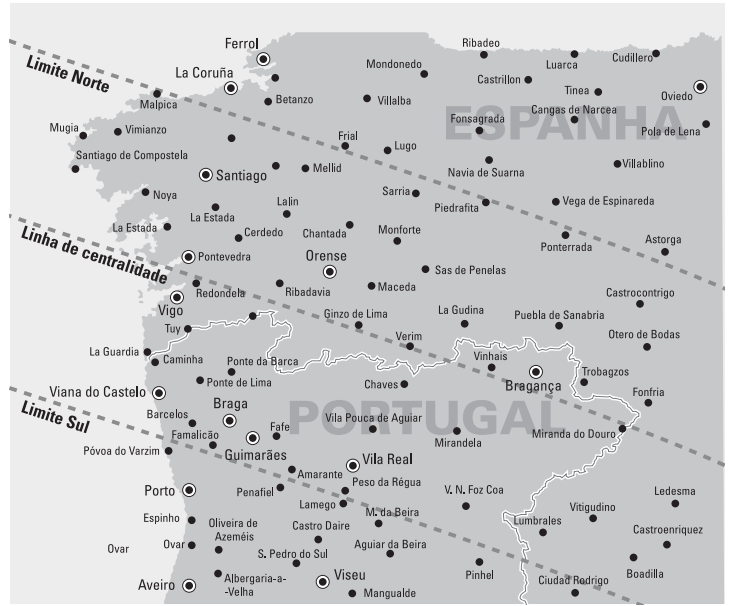 Ferrol
Ribadeo
Luarca
Cudillero
Limite Norte
La Coruña
Mondonedo
Castrillon
Tinea
Oviedo
Malpica
Betanzo
Villalba
Cangas de Narcea
ESPANHA
Fonsagrada
Pola de Lena
Mugia
Vimianzo
Frial
Lugo
Santiago de Compostela
Santiago
Mellid
Navia de Suarna
Villablino
Noya
Sarria
Piedrafita
Vega de Espinareda
La Estada
Lalin
La Estada
Cerdedo
Chantada
Monforte
Ponterrada
Astorga
Linha de centralidade
Pontevedra
Orense
Sas de Penelas
Redondela
Ribadavia
Maceda
Vigo
Castrocontrigo
Tuy
Ginzo de Lima
La Gudina
Puebla de Sanabria
Verim
Otero de Bodas
La Guardia
Caminha
Ponte da Barca
Vinhais
Trobagzos
Ponte de Lima
Chaves
Bragança
Viana do Castelo
Fonfria
Limite Sul
Braga
PORTUGAL
Barcelos
Fafe
Vila Pouca de Aguiar
Famalicão
Mirandela
Miranda do Douro
Póvoa do Varzim
Guimarães
Vila Real
Amarante
Peso da Régua
Porto
Penafiel
V. N. Foz Coa
Ledesma
Lamego
M. da Beira
Vitigudino
Espinho
Oliveira de
Azeméis
Castro Daire
Lumbrales
Castroenriquez
Ovar
Ovar
S. Pedro do Sul
Aguiar da Beira
Boadilla
Aveiro
Albergaria-a-
-Velha
Viseu
Mangualde
Pinhel
Ciudad Rodrigo